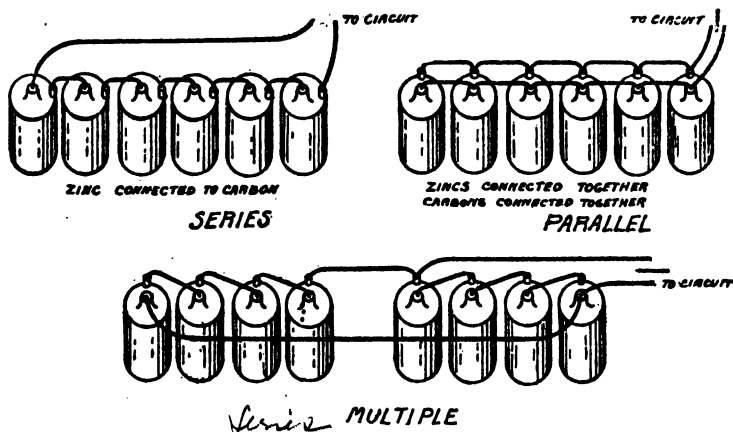 TO CIRCUIT
TO CIRCUIT
ZINC CONNECTED TO CARBON
SERIES
ZINCS CONNECTED TOGETHER
CARBONS CONNECTED TOGETHER
PARALLEL
TO CIRCUIT
Series MULTIPLE